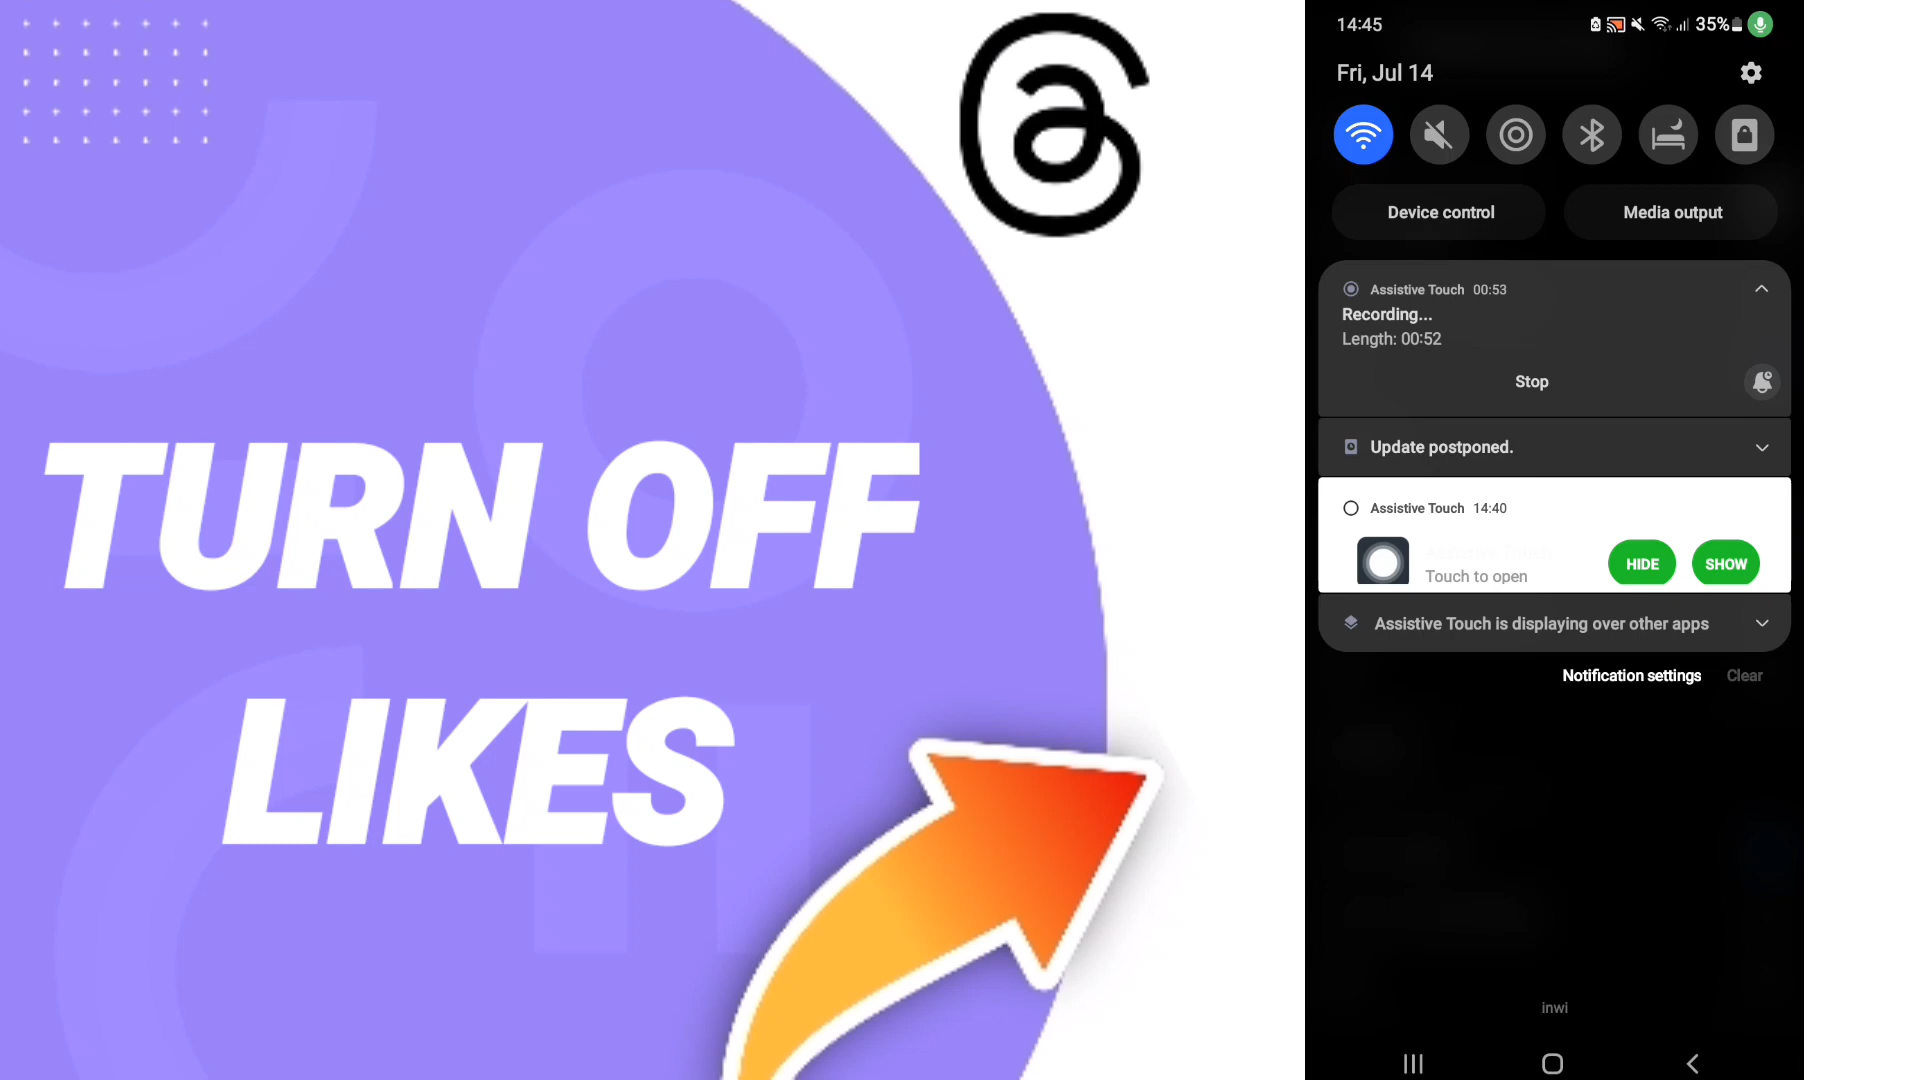 TURN OFF
LIKES
14:45
35%
Fri, Jul 14
Device control
Media output
Assistive Touch 00:53
Recording...
Length: 00:52
Stop
Update postponed.
Assistive Touch 14:40
Assistive Touch
Touch to open
HIDE
SHOW
Assistive Touch is displaying over other apps
Notification settings
Clear
inwi